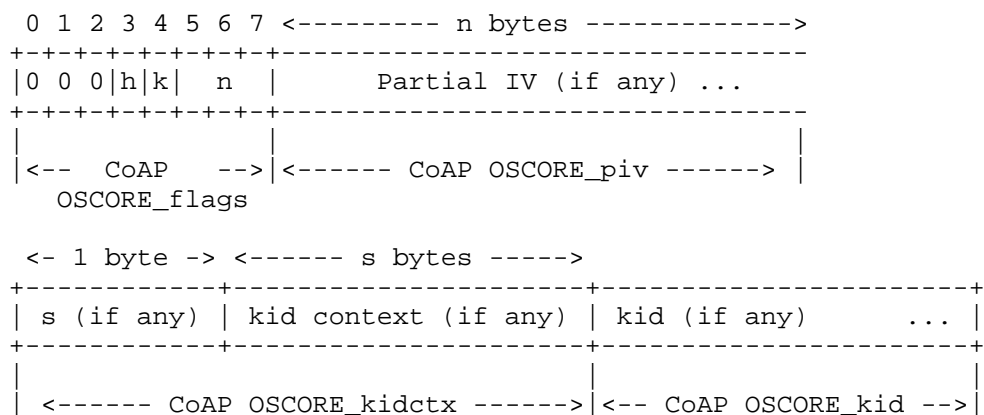 0 1 2 3 4 5 6 7 <--------- n bytes ------------->
+-+-+-+-+-+-+-+-+---------------------------------
|0 0 0|h|k|  n  |      Partial IV (if any) ...
+-+-+-+-+-+-+-+-+---------------------------------
|               |                                |
|<--  CoAP   -->|<------ CoAP OSCORE_piv ------> |
   OSCORE_flags
 <- 1 byte -> <------ s bytes ----->
+------------+----------------------+-----------------------+
| s (if any) | kid context (if any) | kid (if any)      ... |
+------------+----------------------+-----------------------+
|                                   |                       |
| <------ CoAP OSCORE_kidctx ------>|<-- CoAP OSCORE_kid -->|